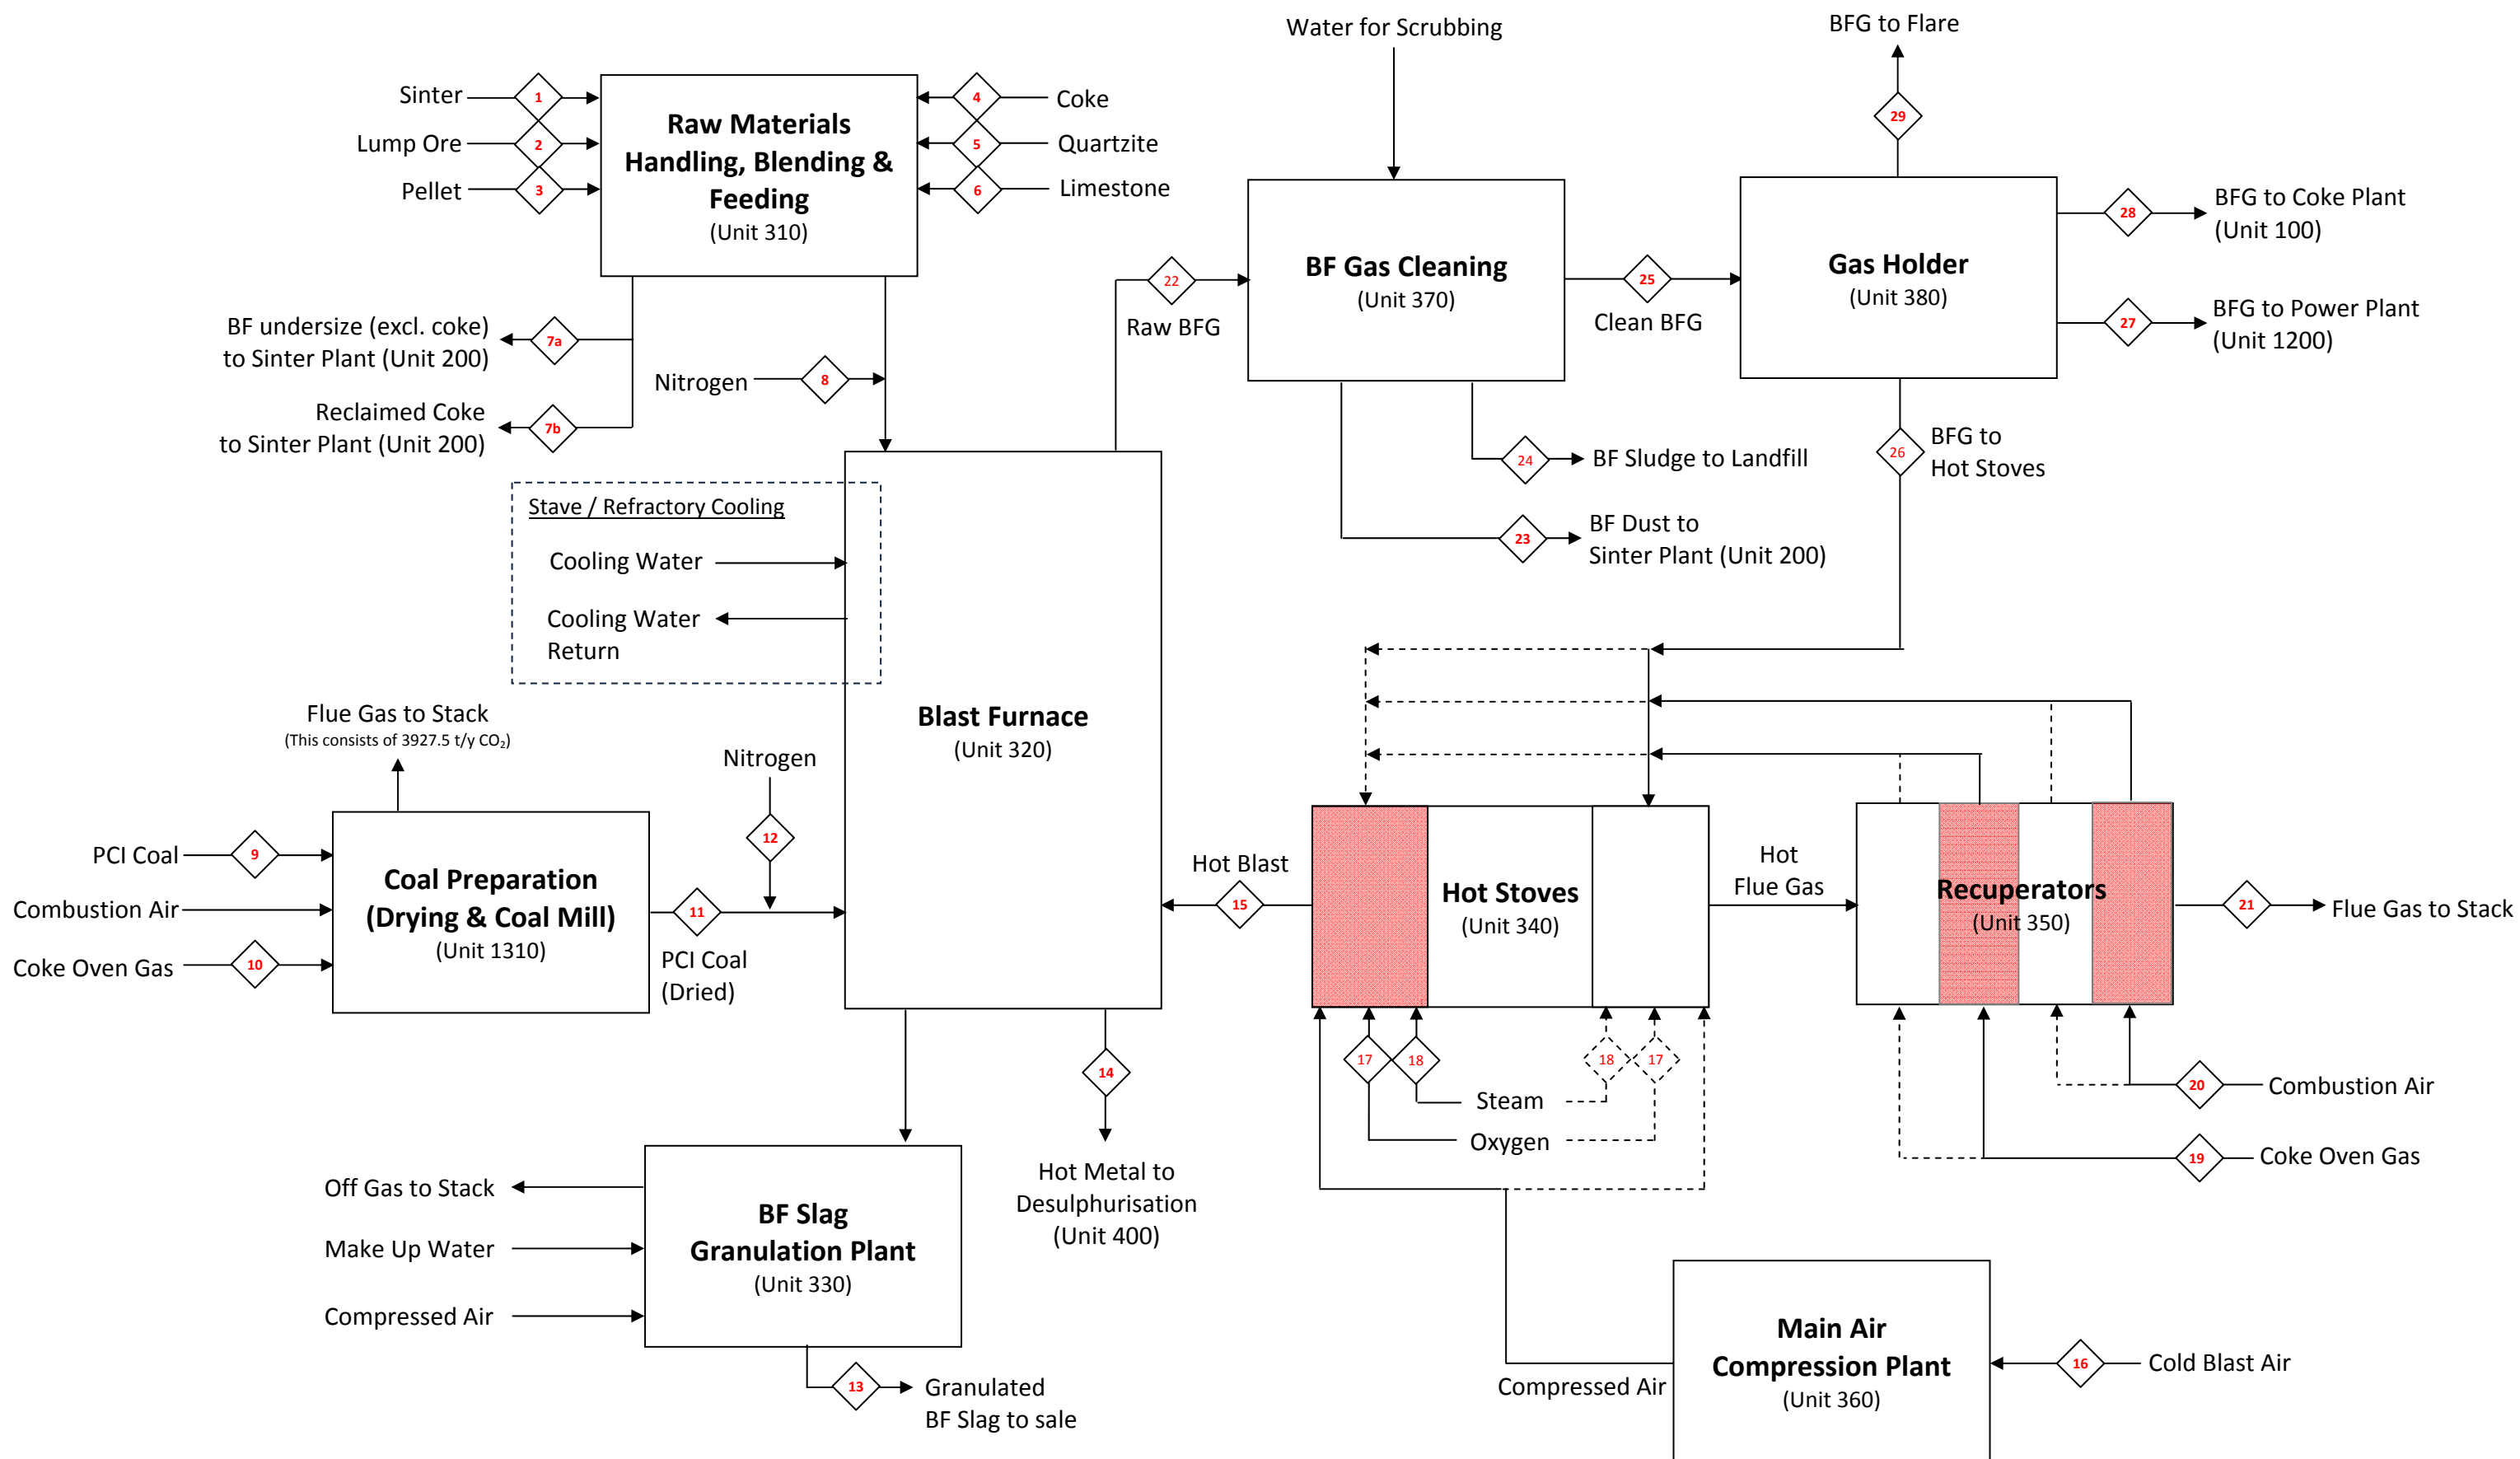 Water for Scrubbing
BFG to Flare
Sinter
1
Lump Ore
2
Pellet
3
Raw Materials
Handling, Blending &
Feeding
(Unit 310)
4
Coke
5
Quartzite
6
Limestone
29
BF Gas Cleaning
(Unit 370)
Gas Holder
(Unit 380)
28
BFG to Coke Plant
(Unit 100)
27
BFG to Power Plant
(Unit 1200)
22
Raw BFG
25
Clean BFG
BF undersize (excl. coke)
to Sinter Plant (Unit 200)
7a
Reclaimed Coke
to Sinter Plant (Unit 200)
7b
Nitrogen
8
24
BF Sludge to Landfill
23
BF Dust to
Sinter Plant (Unit 200)
26
BFG to
Hot Stoves
Stave / Refractory Cooling
Cooling Water
Cooling Water
Return
Blast Furnace
(Unit 320)
Flue Gas to Stack
(This consists of 3927.5 t/y CO₂)
Nitrogen
12
PCI Coal
9
Combustion Air
Coke Oven Gas
10
Coal Preparation
(Drying & Coal Mill)
(Unit 1310)
11
PCI Coal
(Dried)
Hot Blast
15
Hot Stoves
(Unit 340)
Hot
Flue Gas
Recuperators
(Unit 350)
21
Flue Gas to Stack
17
18
18
17
Steam
Oxygen
20
Combustion Air
19
Coke Oven Gas
14
Hot Metal to
Desulphurisation
(Unit 400)
Off Gas to Stack
Make Up Water
Compressed Air
BF Slag
Granulation Plant
(Unit 330)
13
Granulated
BF Slag to sale
Compressed Air
Main Air
Compression Plant
(Unit 360)
16
Cold Blast Air